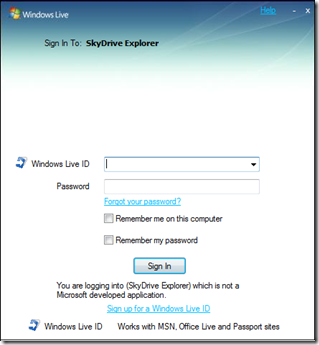 Windows Live Help - x
Sign In To: SkyDrive Explorer
Windows Live ID
Password
Forgot your password?
Remember me on this computer
Remember my password
Sign In
You are logging into (SkyDrive Explorer) which is not a
Microsoft developed application.
Sign up for a Windows Live ID
Windows Live ID Works with MSN, Office Live and Passport sites